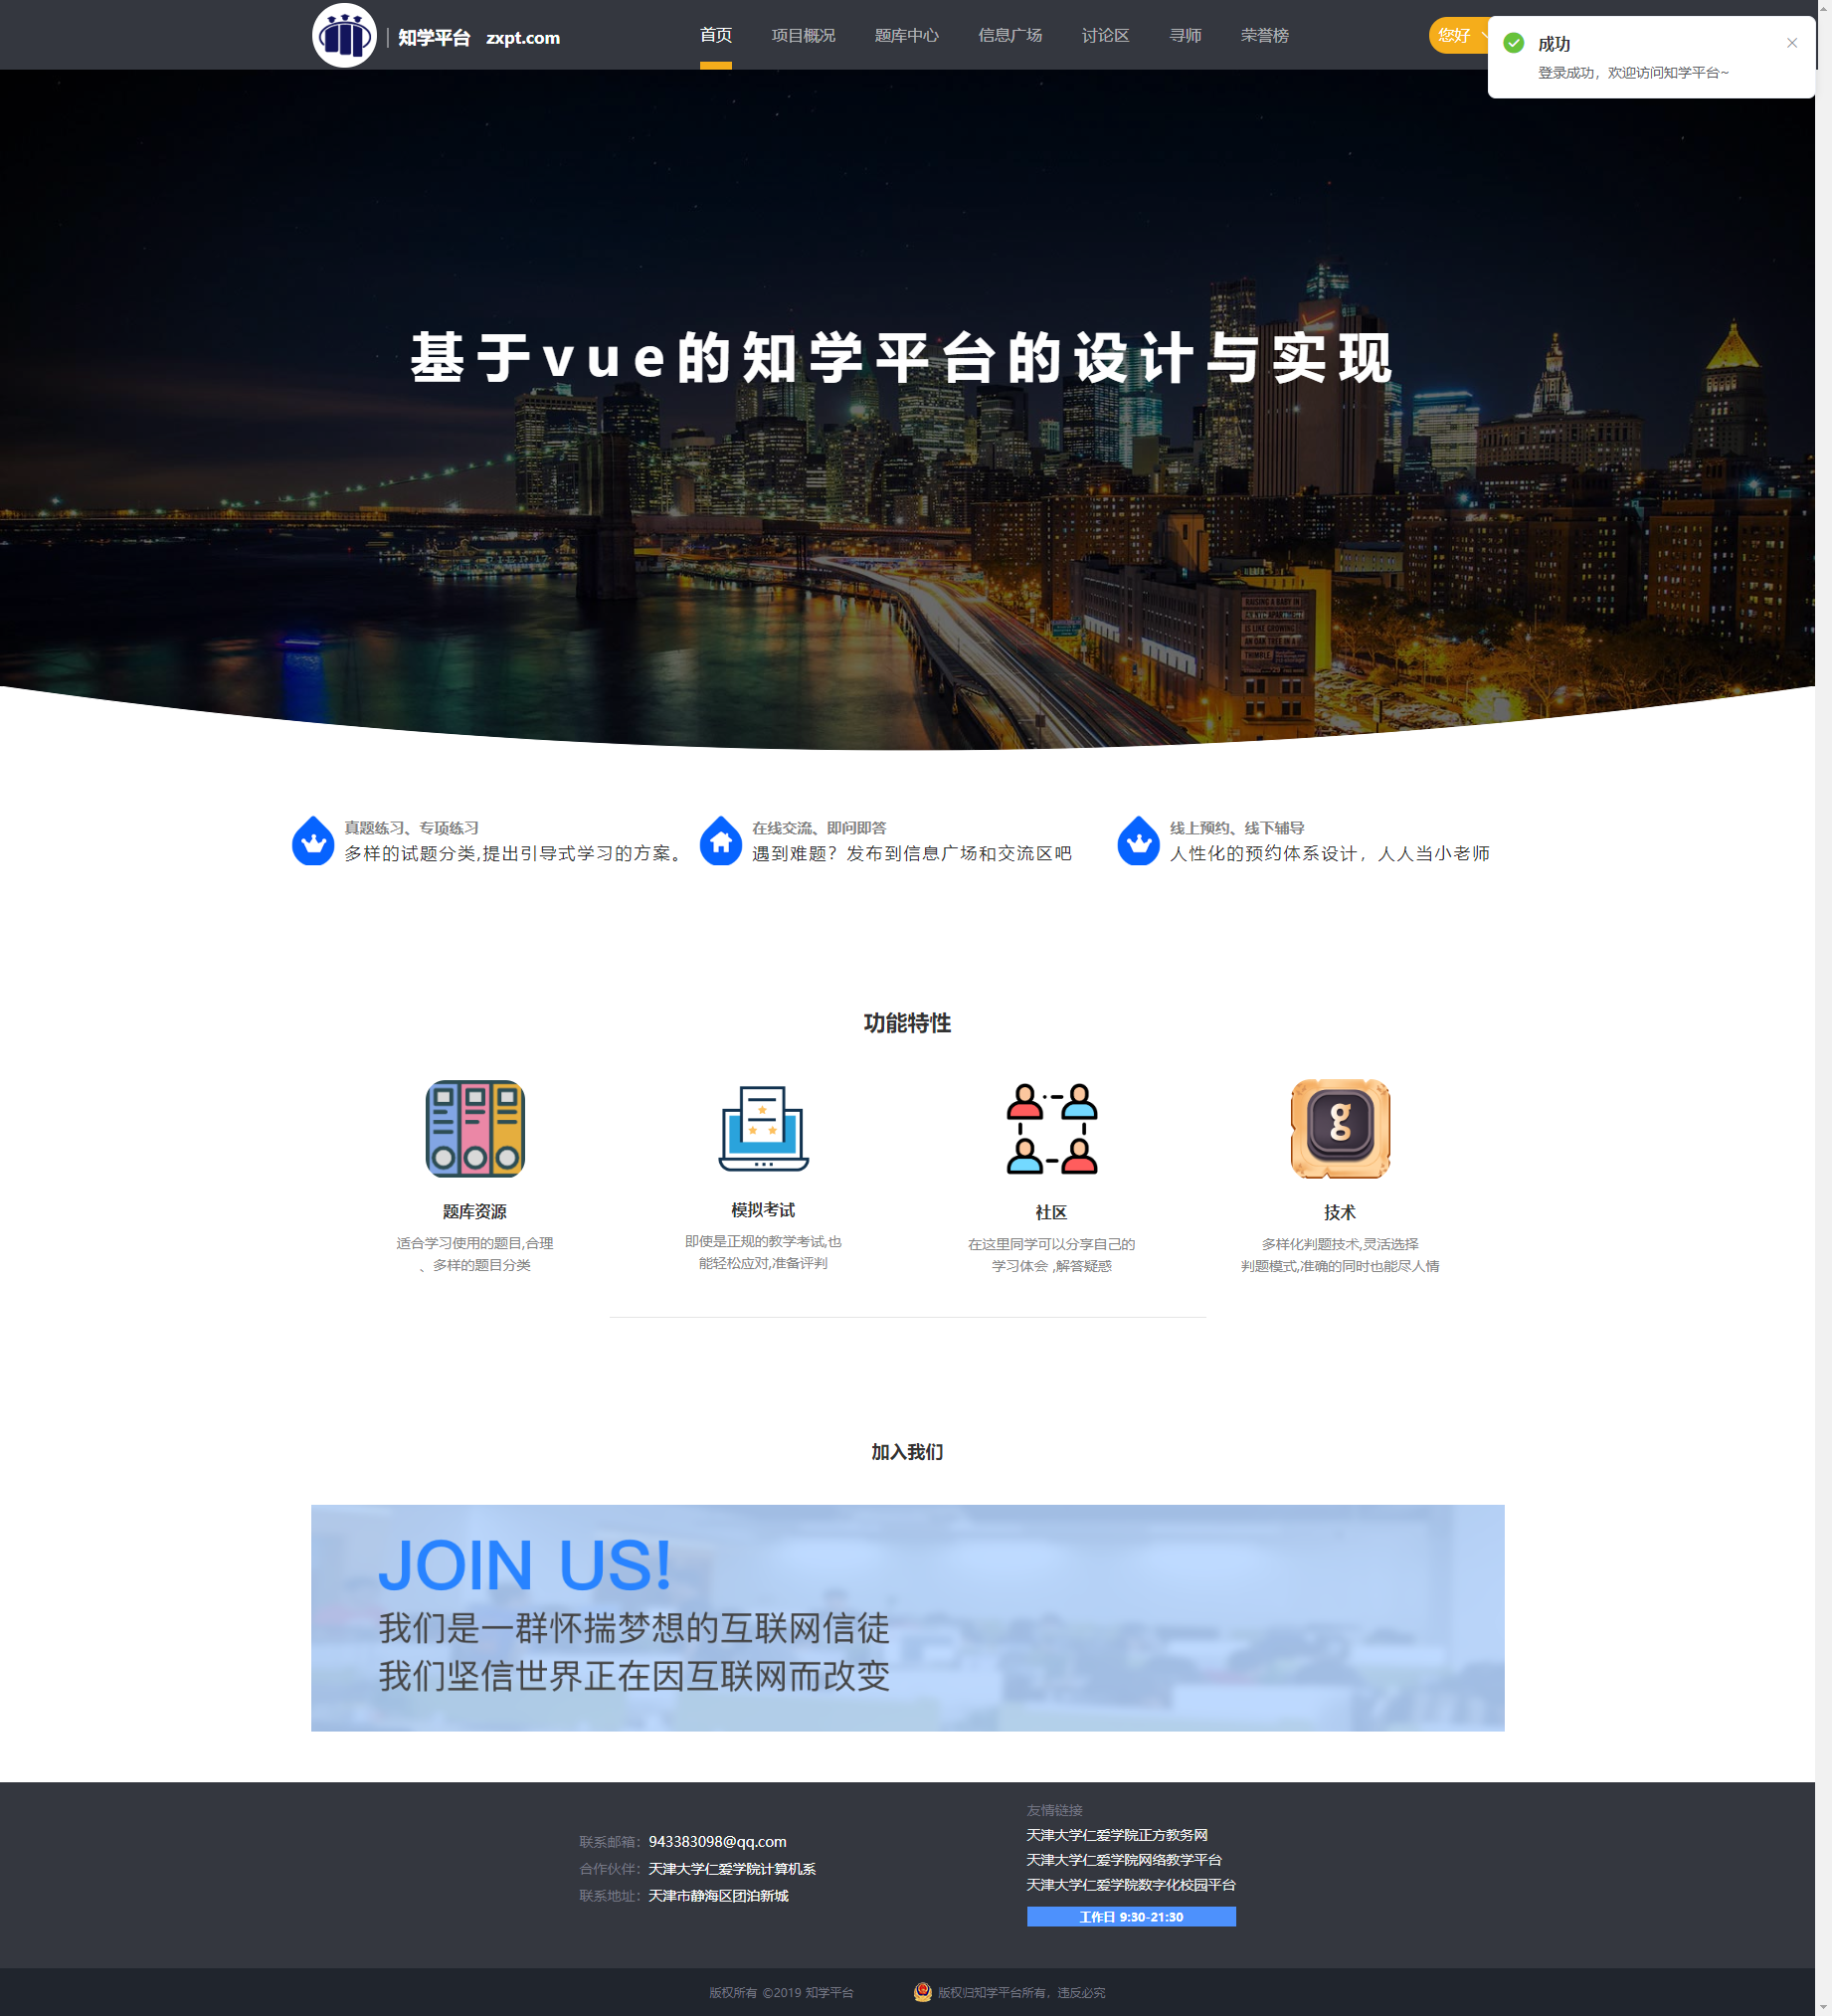 知学平台 zxpt.com
首页 项目概况 题库中心 信息广场 讨论区 寻师 荣誉榜
您好
成功
登录成功，欢迎访问知学平台~
基于vue的知学平台的设计与实现
RAISING A BABY IN
IS LIKE GROWING
AN OAK TREE IN A
THIMBLE.
真题练习、专项练习
多样的试题分类,提出引导式学习的方案。
在线交流、即问即答
遇到难题？发布到信息广场和交流区吧
线上预约、线下辅导
人性化的预约体系设计，人人当小老师
功能特性
g
题库资源
适合学习使用的题目,合理
、多样的题目分类
模拟考试
即使是正规的教学考试,也
能轻松应对,准备评判
社区
在这里同学可以分享自己的
学习体会 ,解答疑惑
技术
多样化判题技术,灵活选择
判题模式,准确的同时也能尽人情
加入我们
JOIN US!
我们是一群怀揣梦想的互联网信徒
我们坚信世界正在因互联网而改变
联系邮箱：943383098@qq.com
合作伙伴：天津大学仁爱学院计算机系
联系地址：天津市静海区团泊新城
友情链接
天津大学仁爱学院正方教务网
天津大学仁爱学院网络教学平台
天津大学仁爱学院数字化校园平台
工作日 9:30-21:30
版权所有 ©2019 知学平台
版权归知学平台所有，违反必究